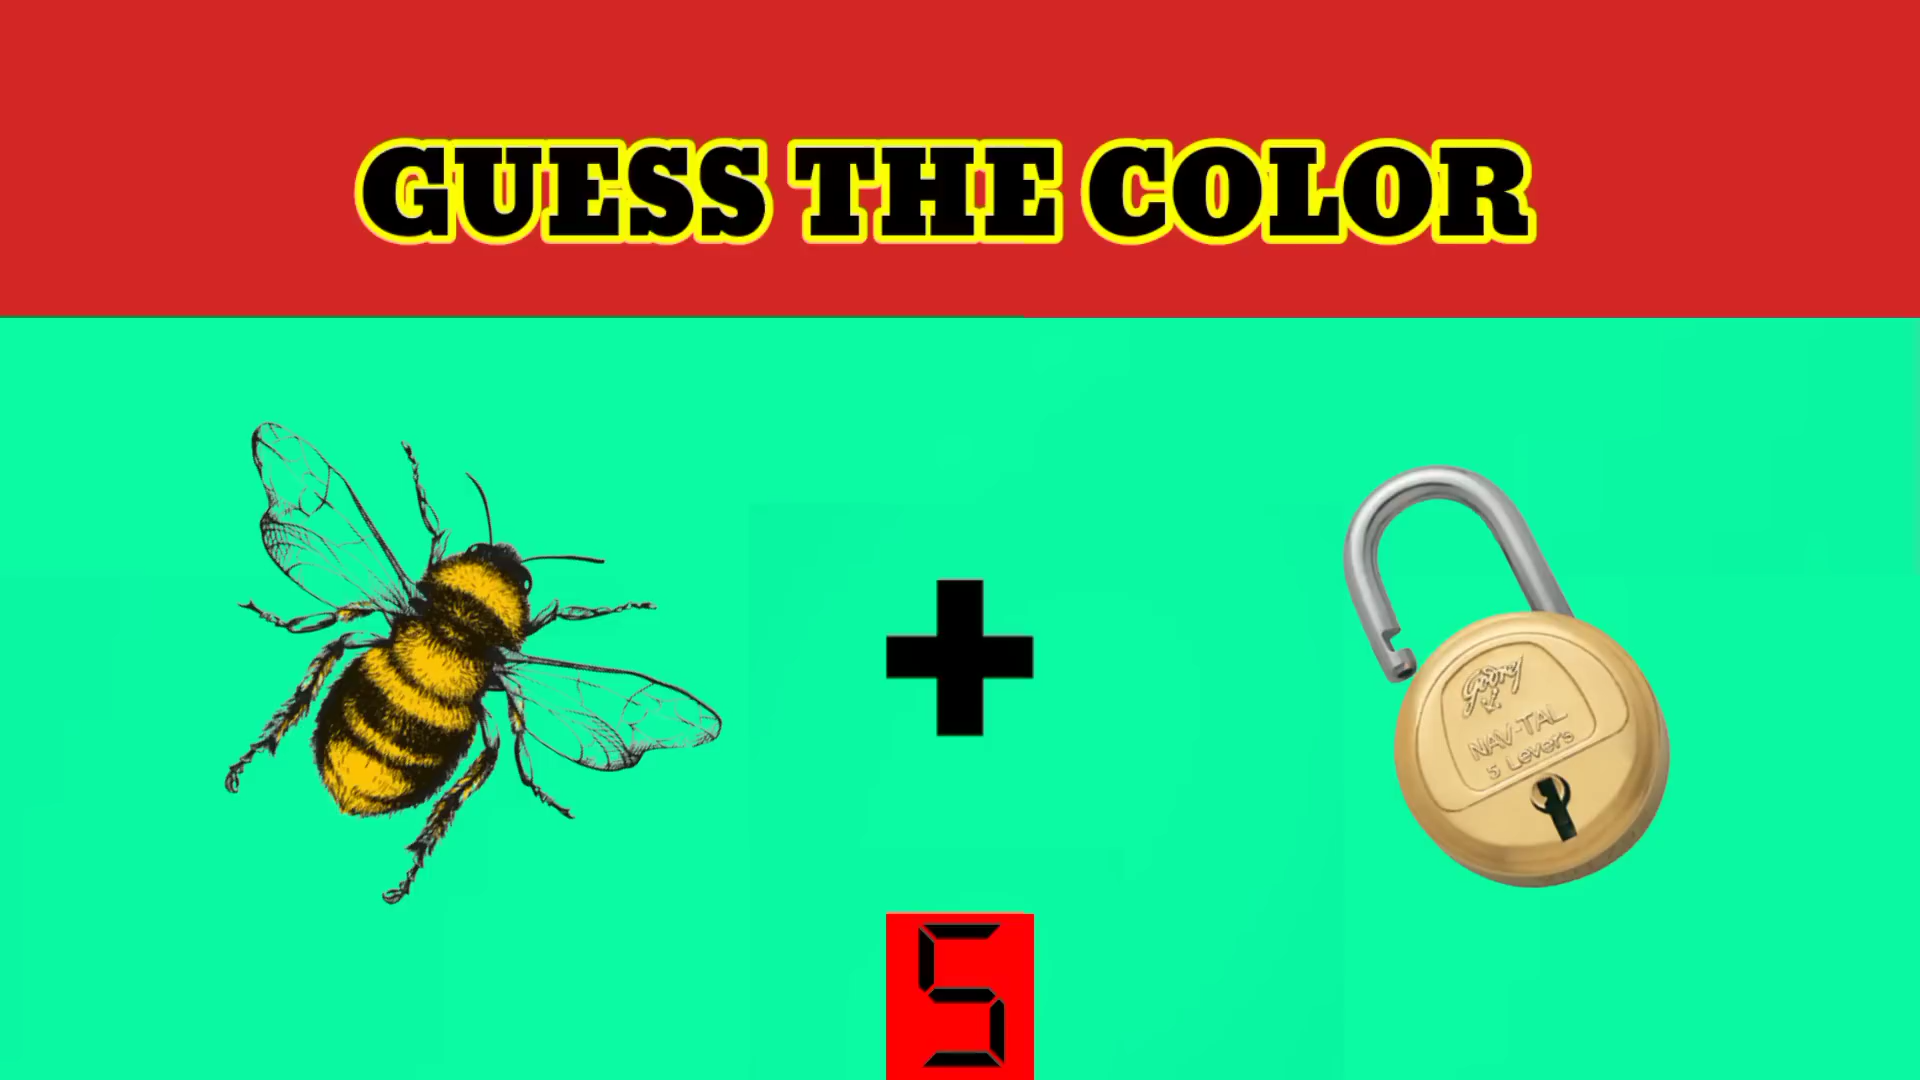 GUESS THE COLOR
Godrej
NAV-TAL
5 Levers
5